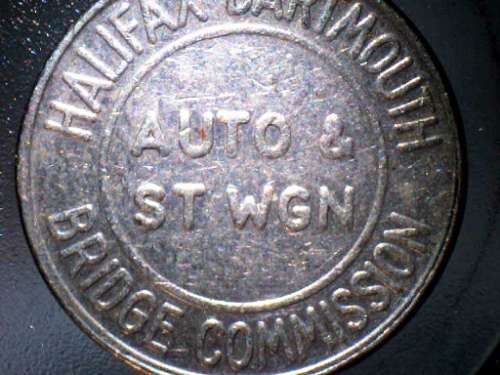 HALIFAX-DARTMOUTH
AUTO &
ST WGN
BRIDGE COMMISSION